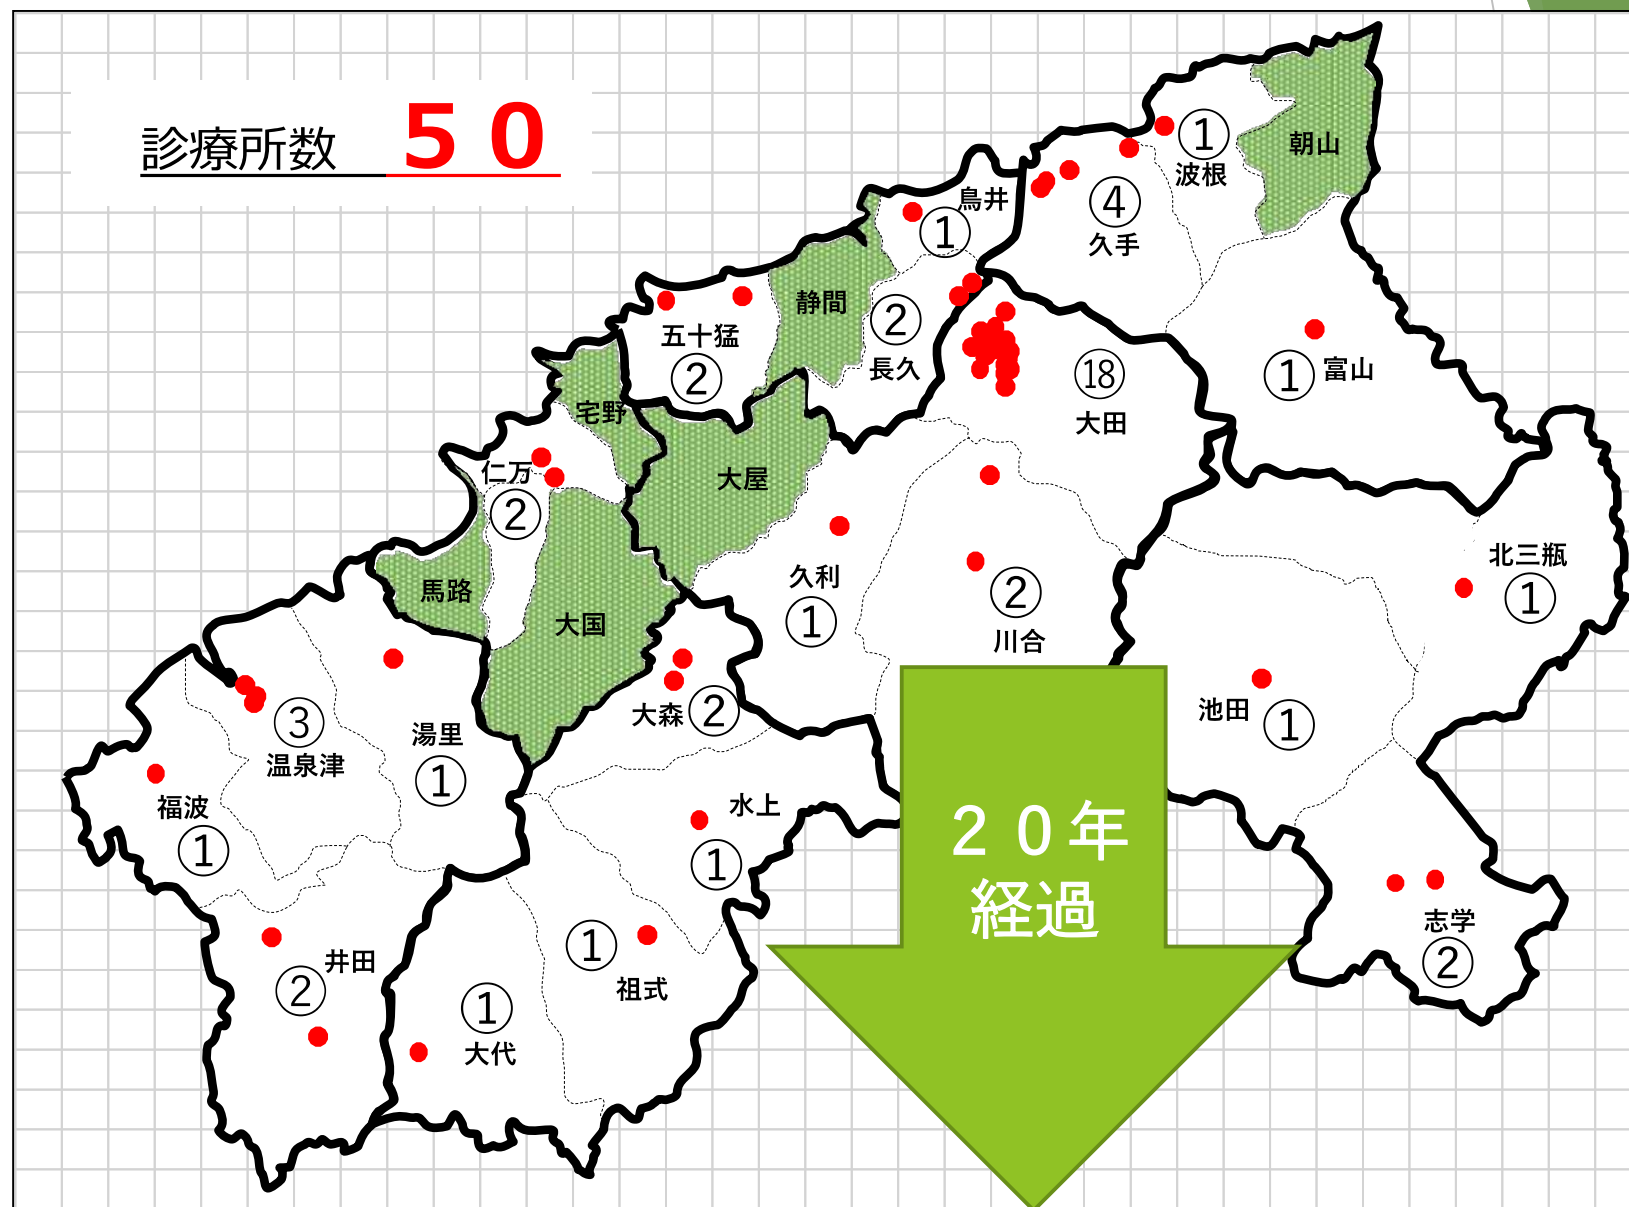 診療所数 ５０
朝山
①
波根
鳥井
①
④
久手
静間
②
長久
五十猛
②
⑱
大田
①
富山
宅野
仁万
②
大屋
馬路
大国
久利
①
②
川合
北三瓶
①
大森
②
池田
①
③
温泉津
湯里
①
福波
①
水上
①
２０年
経過
志学
②
井田
②
①
祖式
①
大代